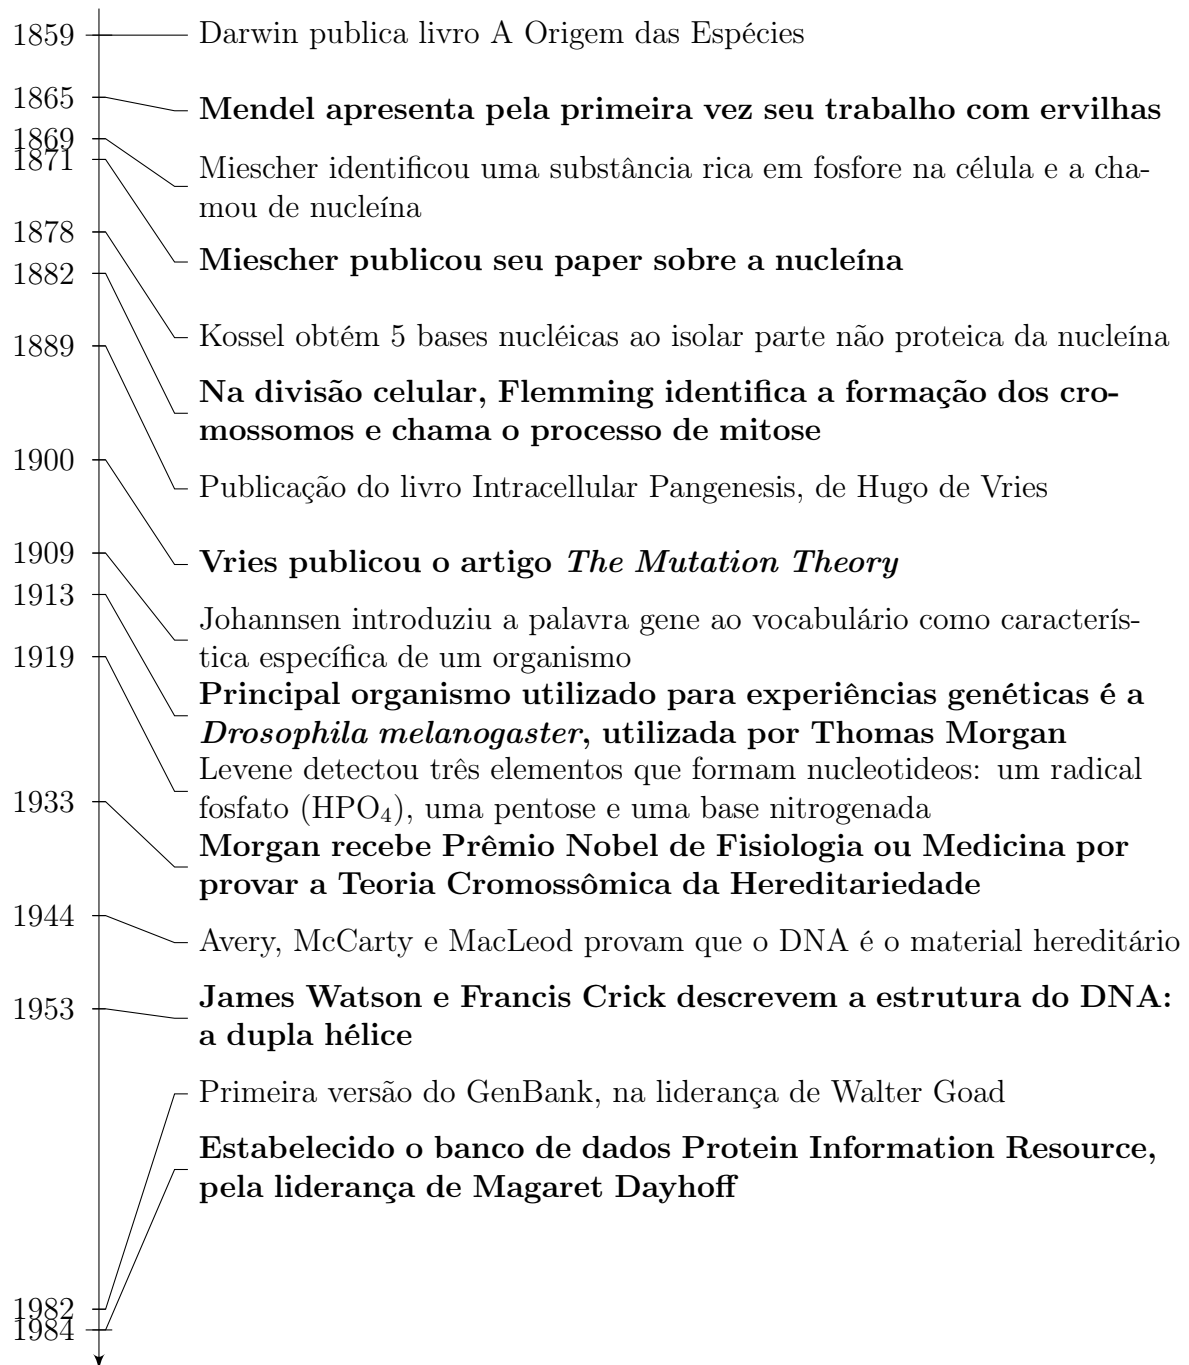 1859 Darwin publica livro A Origem das Espécies
1865 Mendel apresenta pela primeira vez seu trabalho com ervilhas
1869 Miescher identificou uma substância rica em fosfore na célula e a cha-
mou de nucleína
1871 Miescher publicou seu paper sobre a nucleína
1878 Kossel obtém 5 bases nucléicas ao isolar parte não proteica da nucleína
1882 Na divisão celular, Flemming identifica a formação dos cro-
mossomos e chama o processo de mitose
1889 Publicação do livro Intracellular Pangenesis, de Hugo de Vries
1900 Vries publicou o artigo The Mutation Theory
1909 Johannsen introduziu a palavra gene ao vocabulário como caracterís-
tica específica de um organismo
1913 Principal organismo utilizado para experiências genéticas é a
Drosophila melanogaster, utilizada por Thomas Morgan
1919 Levene detectou três elementos que formam nucleotideos: um radical
fosfato (HPO₄), uma pentose e uma base nitrogenada
1933 Morgan recebe Prêmio Nobel de Fisiologia ou Medicina por
provar a Teoria Cromossômica da Hereditariedade
1944 Avery, McCarty e MacLeod provam que o DNA é o material hereditário
1953 James Watson e Francis Crick descrevem a estrutura do DNA:
a dupla hélice
1982 Primeira versão do GenBank, na liderança de Walter Goad
1984 Estabelecido o banco de dados Protein Information Resource,
pela liderança de Magaret Dayhoff